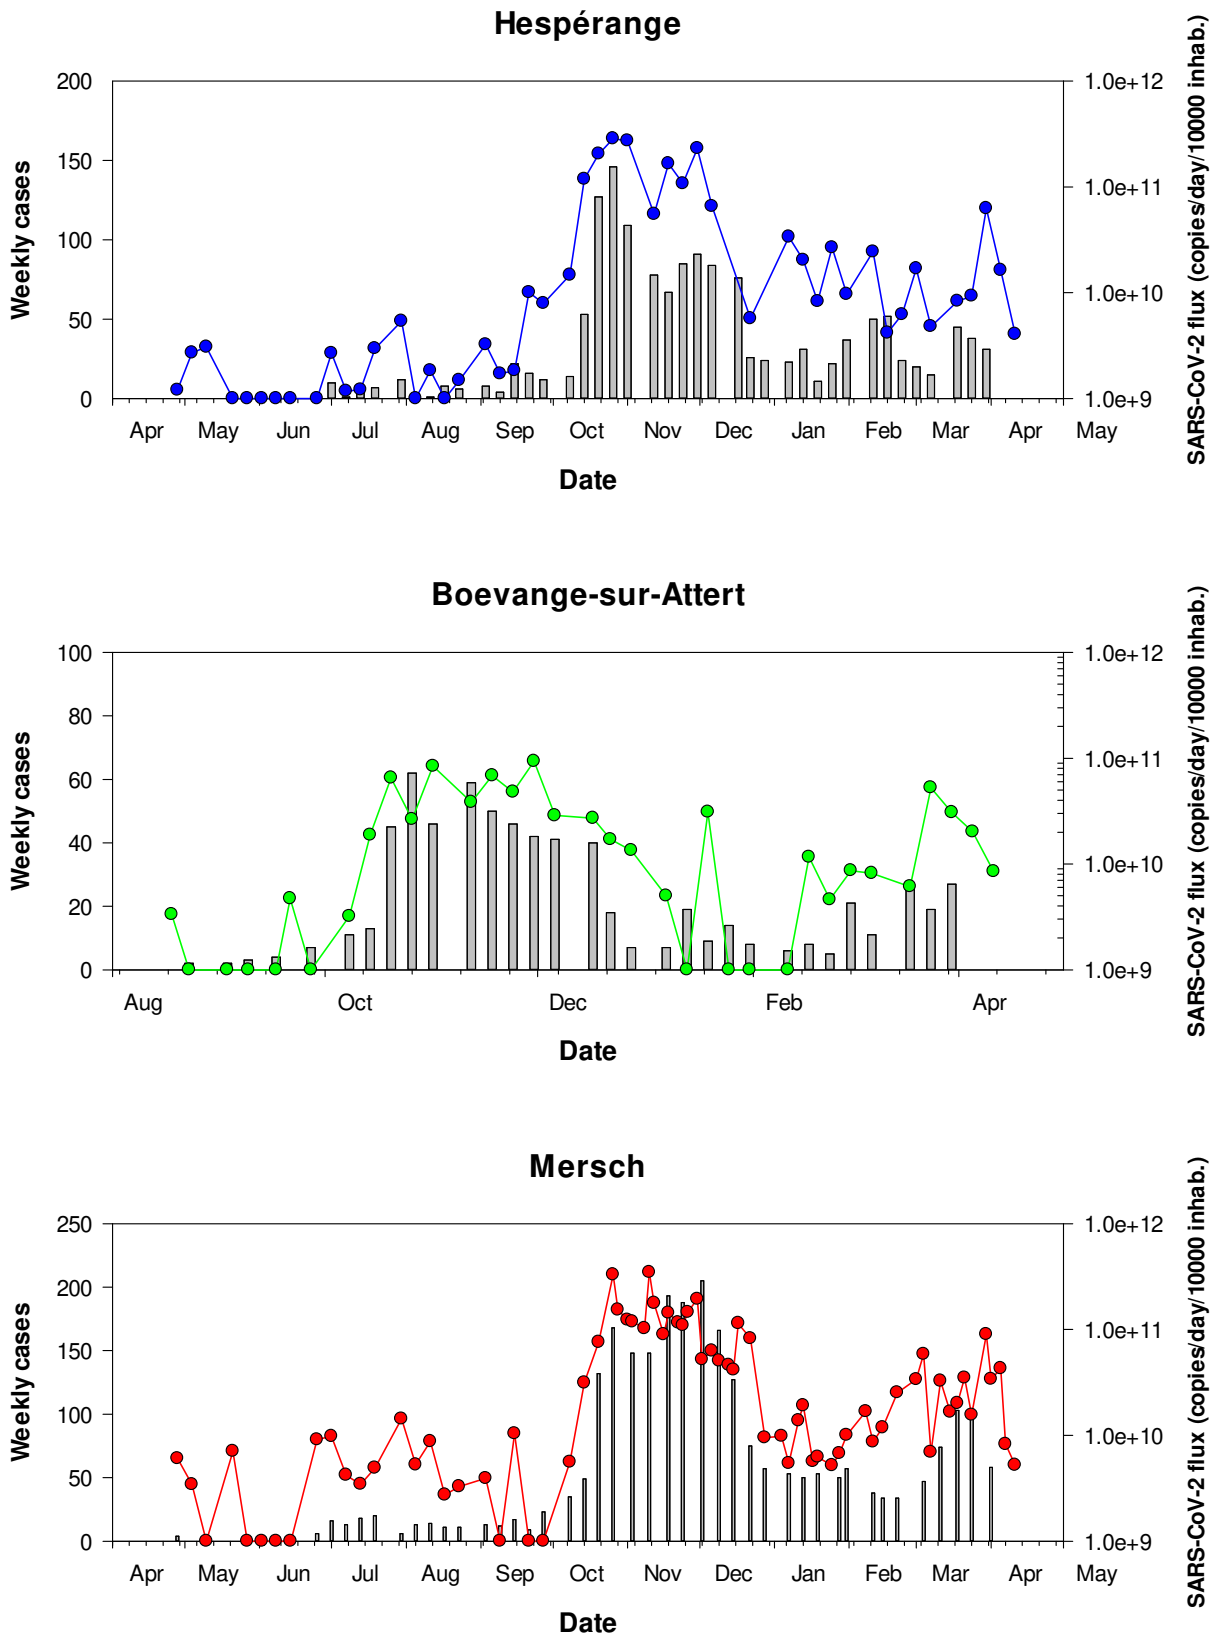 Hespérange
200
150
100
50
0
Weekly cases
1.0e+12
1.0e+11
1.0e+10
1.0e+9
SARS-CoV-2 flux (copies/day/10000 inhab.)
Apr May Jun Jul Aug Sep Oct Nov Dec Jan Feb Mar Apr May
Date
Boevange-sur-Attert
100
80
60
40
20
0
Weekly cases
1.0e+12
1.0e+11
1.0e+10
1.0e+9
SARS-CoV-2 flux (copies/day/10000 inhab.)
Aug Oct Dec Feb Apr
Date
Mersch
250
200
150
100
50
0
Weekly cases
1.0e+12
1.0e+11
1.0e+10
1.0e+9
SARS-CoV-2 flux (copies/day/10000 inhab.)
Apr May Jun Jul Aug Sep Oct Nov Dec Jan Feb Mar Apr May
Date